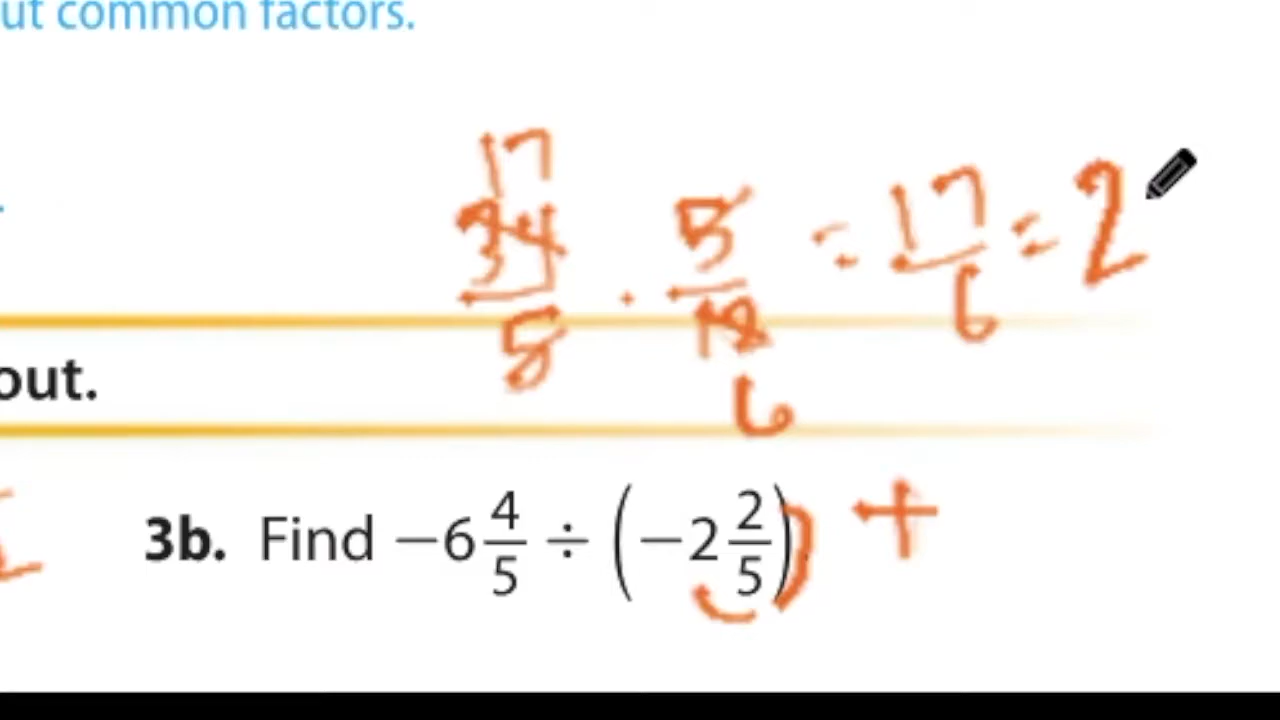 ut common factors.
17
34/5 · 5/18 = 17/6 = 2
6
out.
3b. Find −6 4/5 ÷ (−2 2/5) +